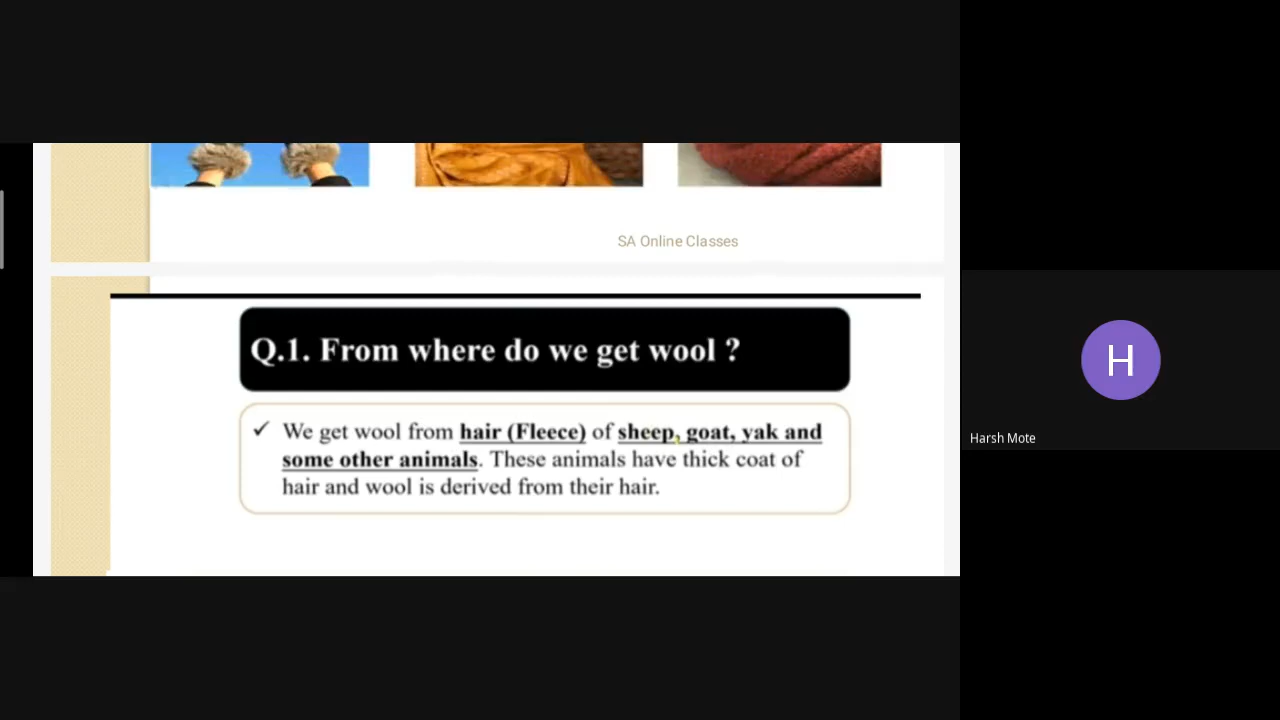 SA Online Classes
Q.1. From where do we get wool ?
✓ We get wool from hair (Fleece) of sheep, goat, yak and
some other animals. These animals have thick coat of
hair and wool is derived from their hair.
H
Harsh Mote